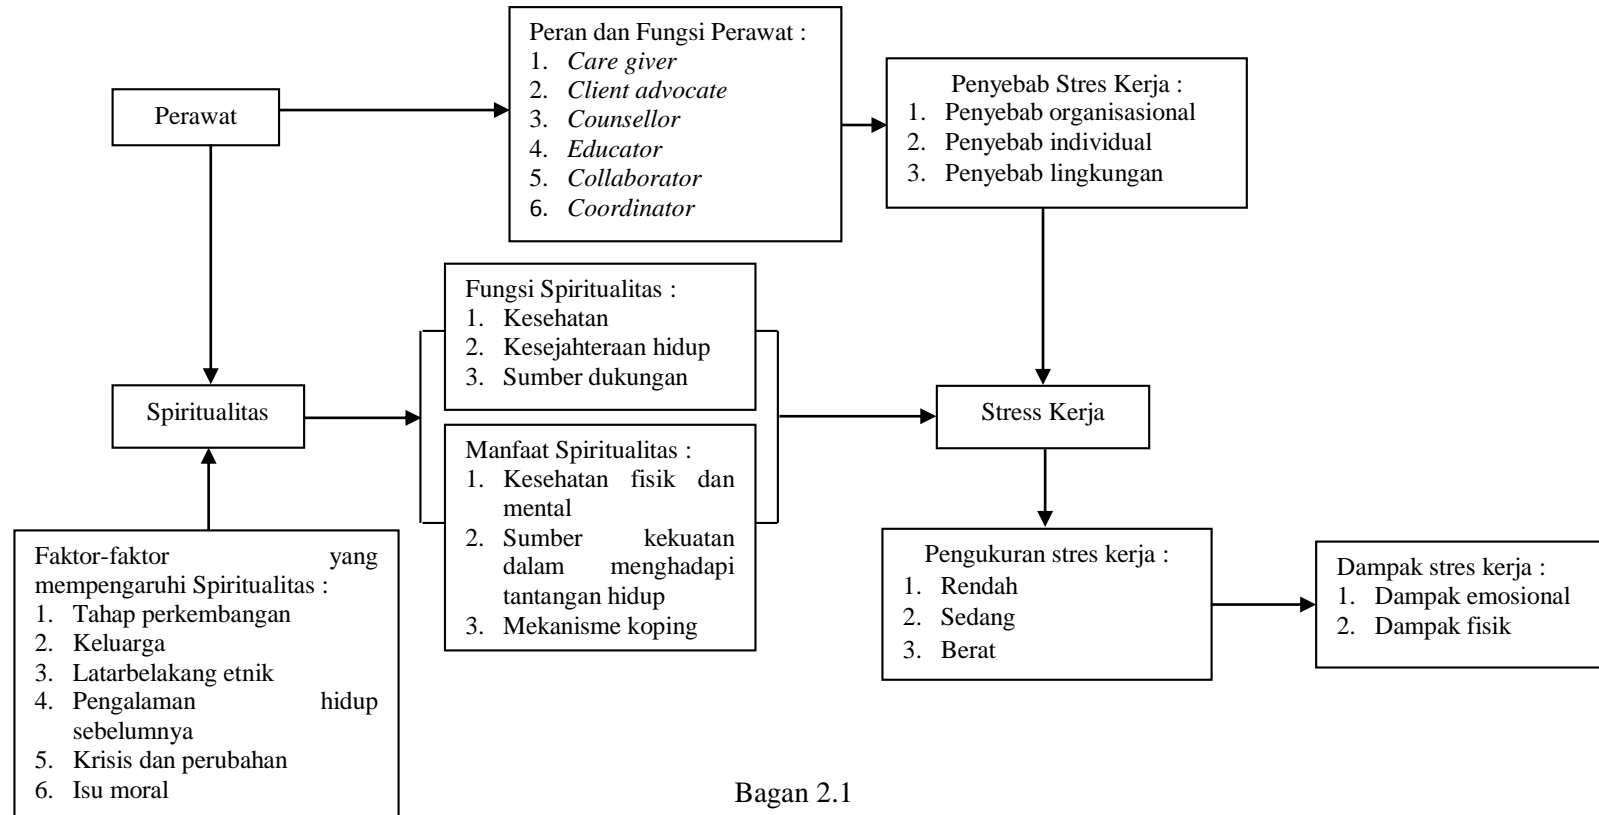 Perawat
Peran dan Fungsi Perawat :
1. Care giver
2. Client advocate
3. Counsellor
4. Educator
5. Collaborator
6. Coordinator
Penyebab Stres Kerja :
1. Penyebab organisasional
2. Penyebab individual
3. Penyebab lingkungan
Spiritualitas
Fungsi Spiritualitas :
1. Kesehatan
2. Kesejahteraan hidup
3. Sumber dukungan
Manfaat Spiritualitas :
1. Kesehatan fisik dan
mental
2. Sumber kekuatan
dalam menghadapi
tantangan hidup
3. Mekanisme koping
Stress Kerja
Faktor-faktor yang
mempengaruhi Spiritualitas :
1. Tahap perkembangan
2. Keluarga
3. Latarbelakang etnik
4. Pengalaman hidup
sebelumnya
5. Krisis dan perubahan
6. Isu moral
Pengukuran stres kerja :
1. Rendah
2. Sedang
3. Berat
Dampak stres kerja :
1. Dampak emosional
2. Dampak fisik
Bagan 2.1